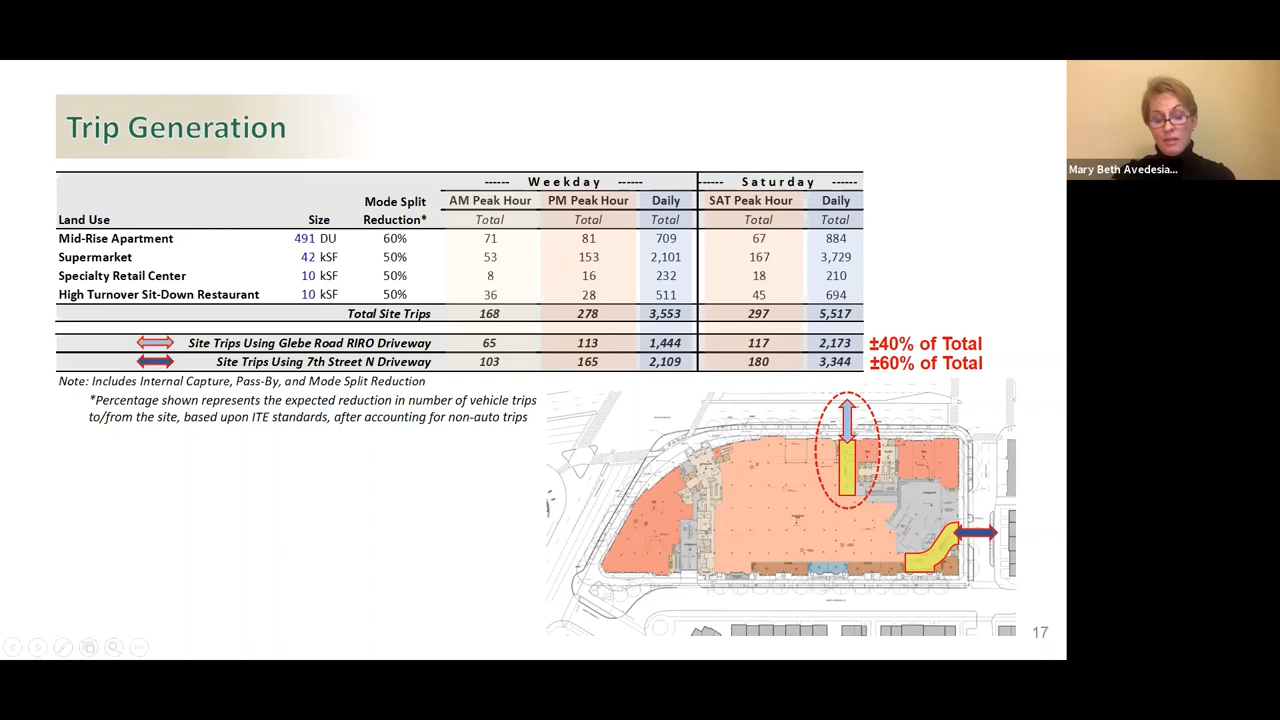 Trip Generation
------ Weekday ------ ------ Saturday ------
Mode Split AM Peak Hour PM Peak Hour Daily SAT Peak Hour Daily
Land Use Size Reduction* Total Total Total Total Total
Mid-Rise Apartment 491 DU 60% 71 81 709 67 884
Supermarket 42 kSF 50% 53 153 2,101 167 3,729
Specialty Retail Center 10 kSF 50% 8 16 232 18 210
High Turnover Sit-Down Restaurant 10 kSF 50% 36 28 511 45 694
Total Site Trips 168 278 3,553 297 5,517
Site Trips Using Glebe Road RIRO Driveway 65 113 1,444 117 2,173 ±40% of Total
Site Trips Using 7th Street N Driveway 103 165 2,109 180 3,344 ±60% of Total
Note: Includes Internal Capture, Pass-By, and Mode Split Reduction
*Percentage shown represents the expected reduction in number of vehicle trips
to/from the site, based upon ITE standards, after accounting for non-auto trips
17
Mary Beth Avedesia...